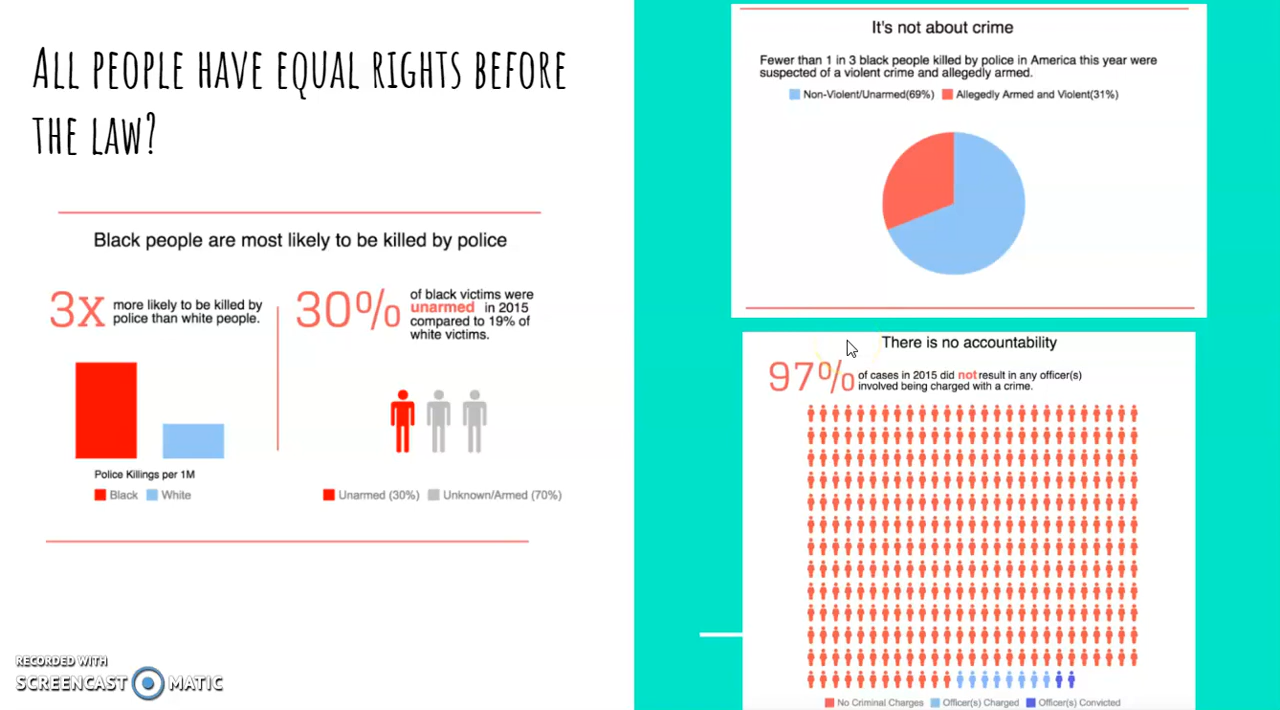 ALL PEOPLE HAVE EQUAL RIGHTS BEFORE
THE LAW?
Black people are most likely to be killed by police
3x more likely to be killed by
police than white people.
30% of black victims were
unarmed in 2015
compared to 19% of
white victims.
Police Killings per 1M
Black White
Unarmed (30%) Unknown/Armed (70%)
RECORDED WITH
SCREENCAST MATIC
It's not about crime
Fewer than 1 in 3 black people killed by police in America this year were
suspected of a violent crime and allegedly armed.
Non-Violent/Unarmed(69%) Allegedly Armed and Violent(31%)
There is no accountability
97% of cases in 2015 did not result in any officer(s)
involved being charged with a crime.
No Criminal Charges Officer(s) Charged Officer(s) Convicted